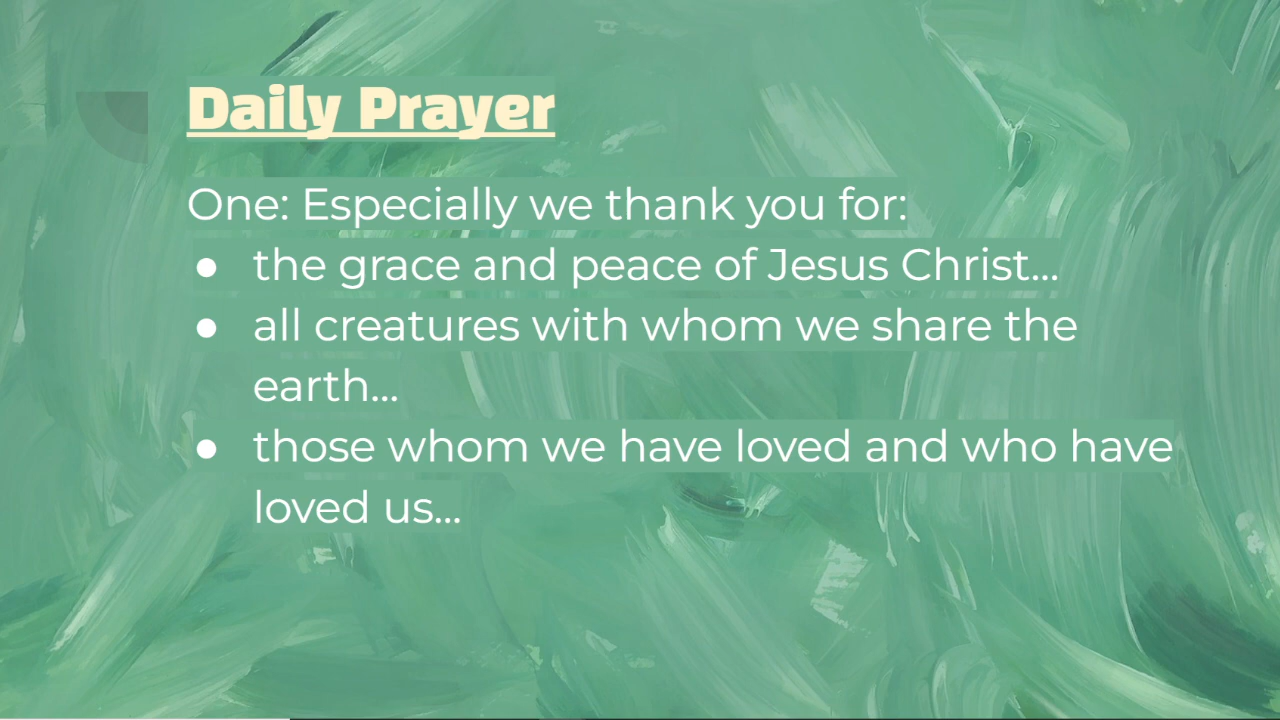 Daily Prayer
One: Especially we thank you for:
● the grace and peace of Jesus Christ...
● all creatures with whom we share the
earth...
● those whom we have loved and who have
loved us...